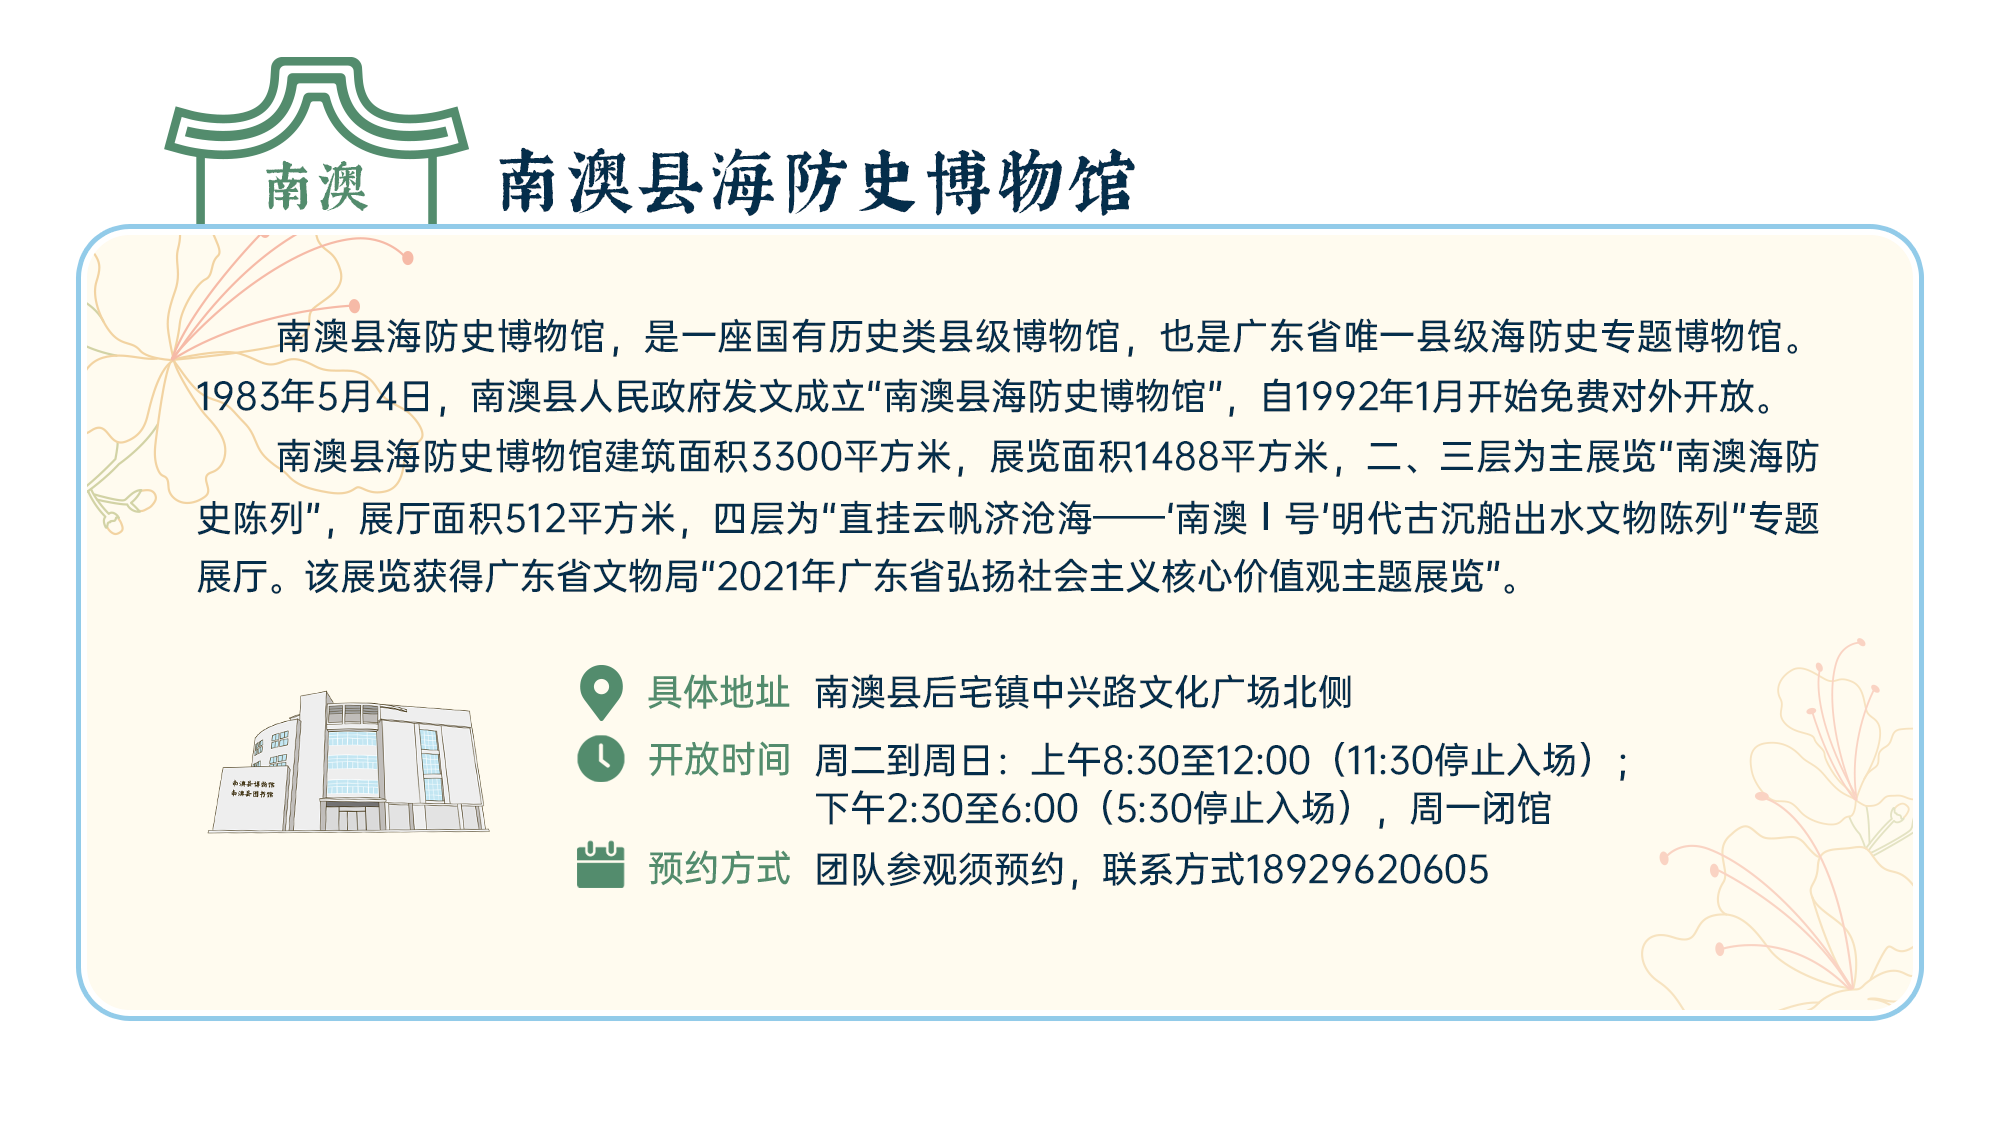 南澳
南澳县海防史博物馆
南澳县海防史博物馆，是一座国有历史类县级博物馆，也是广东省唯一县级海防史专题博物馆。
1983年5月4日，南澳县人民政府发文成立“南澳县海防史博物馆”，自1992年1月开始免费对外开放。
南澳县海防史博物馆建筑面积3300平方米，展览面积1488平方米，二、三层为主展览“南澳海防
史陈列”，展厅面积512平方米，四层为“直挂云帆济沧海——‘南澳Ⅰ号’明代古沉船出水文物陈列”专题
展厅。该展览获得广东省文物局“2021年广东省弘扬社会主义核心价值观主题展览”。
南澳县博物馆
南澳县图书馆
具体地址 南澳县后宅镇中兴路文化广场北侧
开放时间 周二到周日：上午8:30至12:00（11:30停止入场）；
下午2:30至6:00（5:30停止入场），周一闭馆
预约方式 团队参观须预约，联系方式18929620605